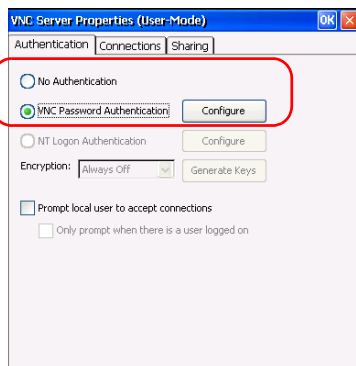 VNC Server Properties (User-Mode) OK
Authentication Connections Sharing
No Authentication
VNC Password Authentication Configure
NT Logon Authentication Configure
Encryption: Always Off Generate Keys
Prompt local user to accept connections
Only prompt when there is a user logged on